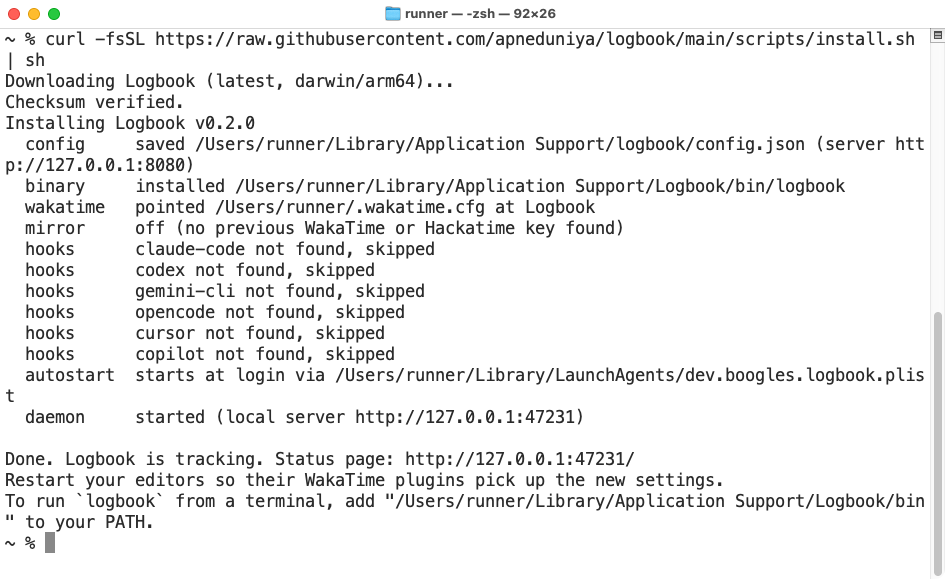 runner — -zsh — 92×26
~ % curl -fsSL https://raw.githubusercontent.com/apneduniya/logbook/main/scripts/install.sh
| sh
Downloading Logbook (latest, darwin/arm64)...
Checksum verified.
Installing Logbook v0.2.0
  config     saved /Users/runner/Library/Application Support/logbook/config.json (server htt
p://127.0.0.1:8080)
  binary     installed /Users/runner/Library/Application Support/Logbook/bin/logbook
  wakatime   pointed /Users/runner/.wakatime.cfg at Logbook
  mirror     off (no previous WakaTime or Hackatime key found)
  hooks      claude-code not found, skipped
  hooks      codex not found, skipped
  hooks      gemini-cli not found, skipped
  hooks      opencode not found, skipped
  hooks      cursor not found, skipped
  hooks      copilot not found, skipped
  autostart  starts at login via /Users/runner/Library/LaunchAgents/dev.boogles.logbook.plis
t
  daemon     started (local server http://127.0.0.1:47231)

Done. Logbook is tracking. Status page: http://127.0.0.1:47231/
Restart your editors so their WakaTime plugins pick up the new settings.
To run `logbook` from a terminal, add "/Users/runner/Library/Application Support/Logbook/bin
" to your PATH.
~ %